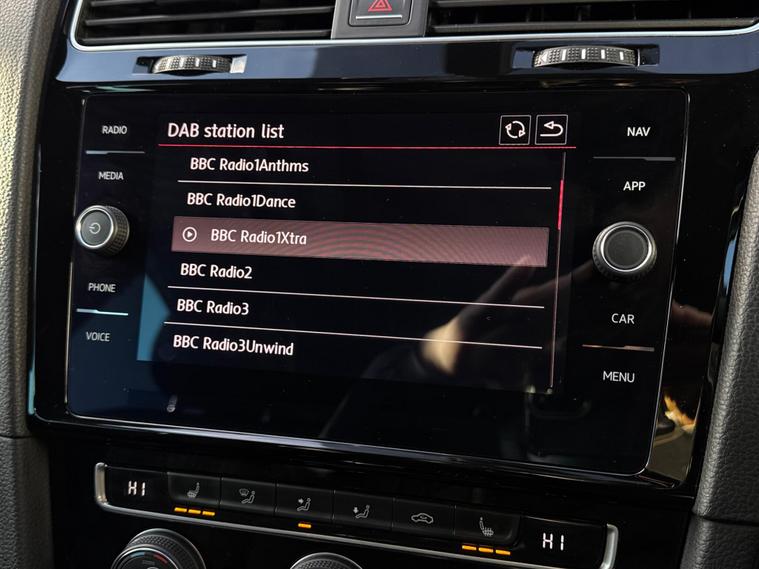 RADIO
MEDIA
PHONE
VOICE
DAB station list
BBC Radio1Anthms
BBC Radio1Dance
BBC Radio1Xtra
BBC Radio2
BBC Radio3
BBC Radio3Unwind
NAV
APP
CAR
MENU
HI
HI